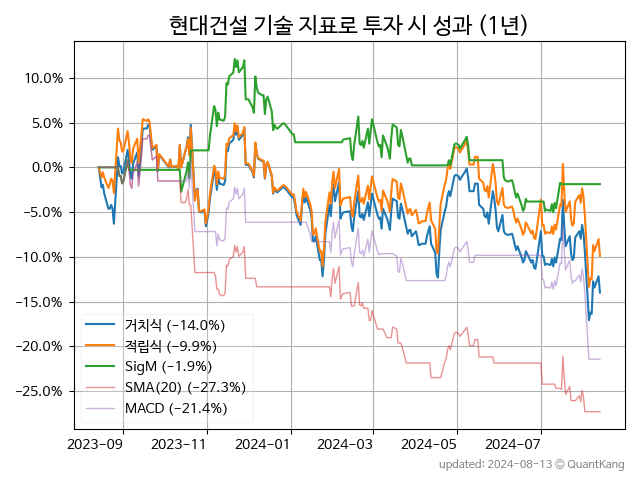 현대건설 기술 지표로 투자 시 성과 (1년)
10.0%
5.0%
0.0%
−5.0%
−10.0%
−15.0%
−20.0%
−25.0%
거치식 (−14.0%)
적립식 (−9.9%)
SigM (−1.9%)
SMA(20) (−27.3%)
MACD (−21.4%)
2023−09 2023−11 2024−01 2024−03 2024−05 2024−07
updated: 2024-08-13 © QuantKang